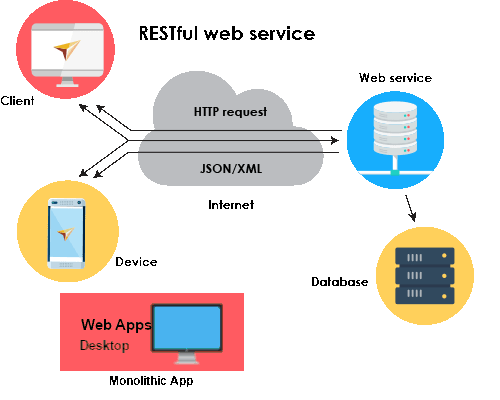 RESTful web service
Client
Web service
HTTP request
JSON/XML
Internet
Device
Database
Web Apps
Desktop
Monolithic App